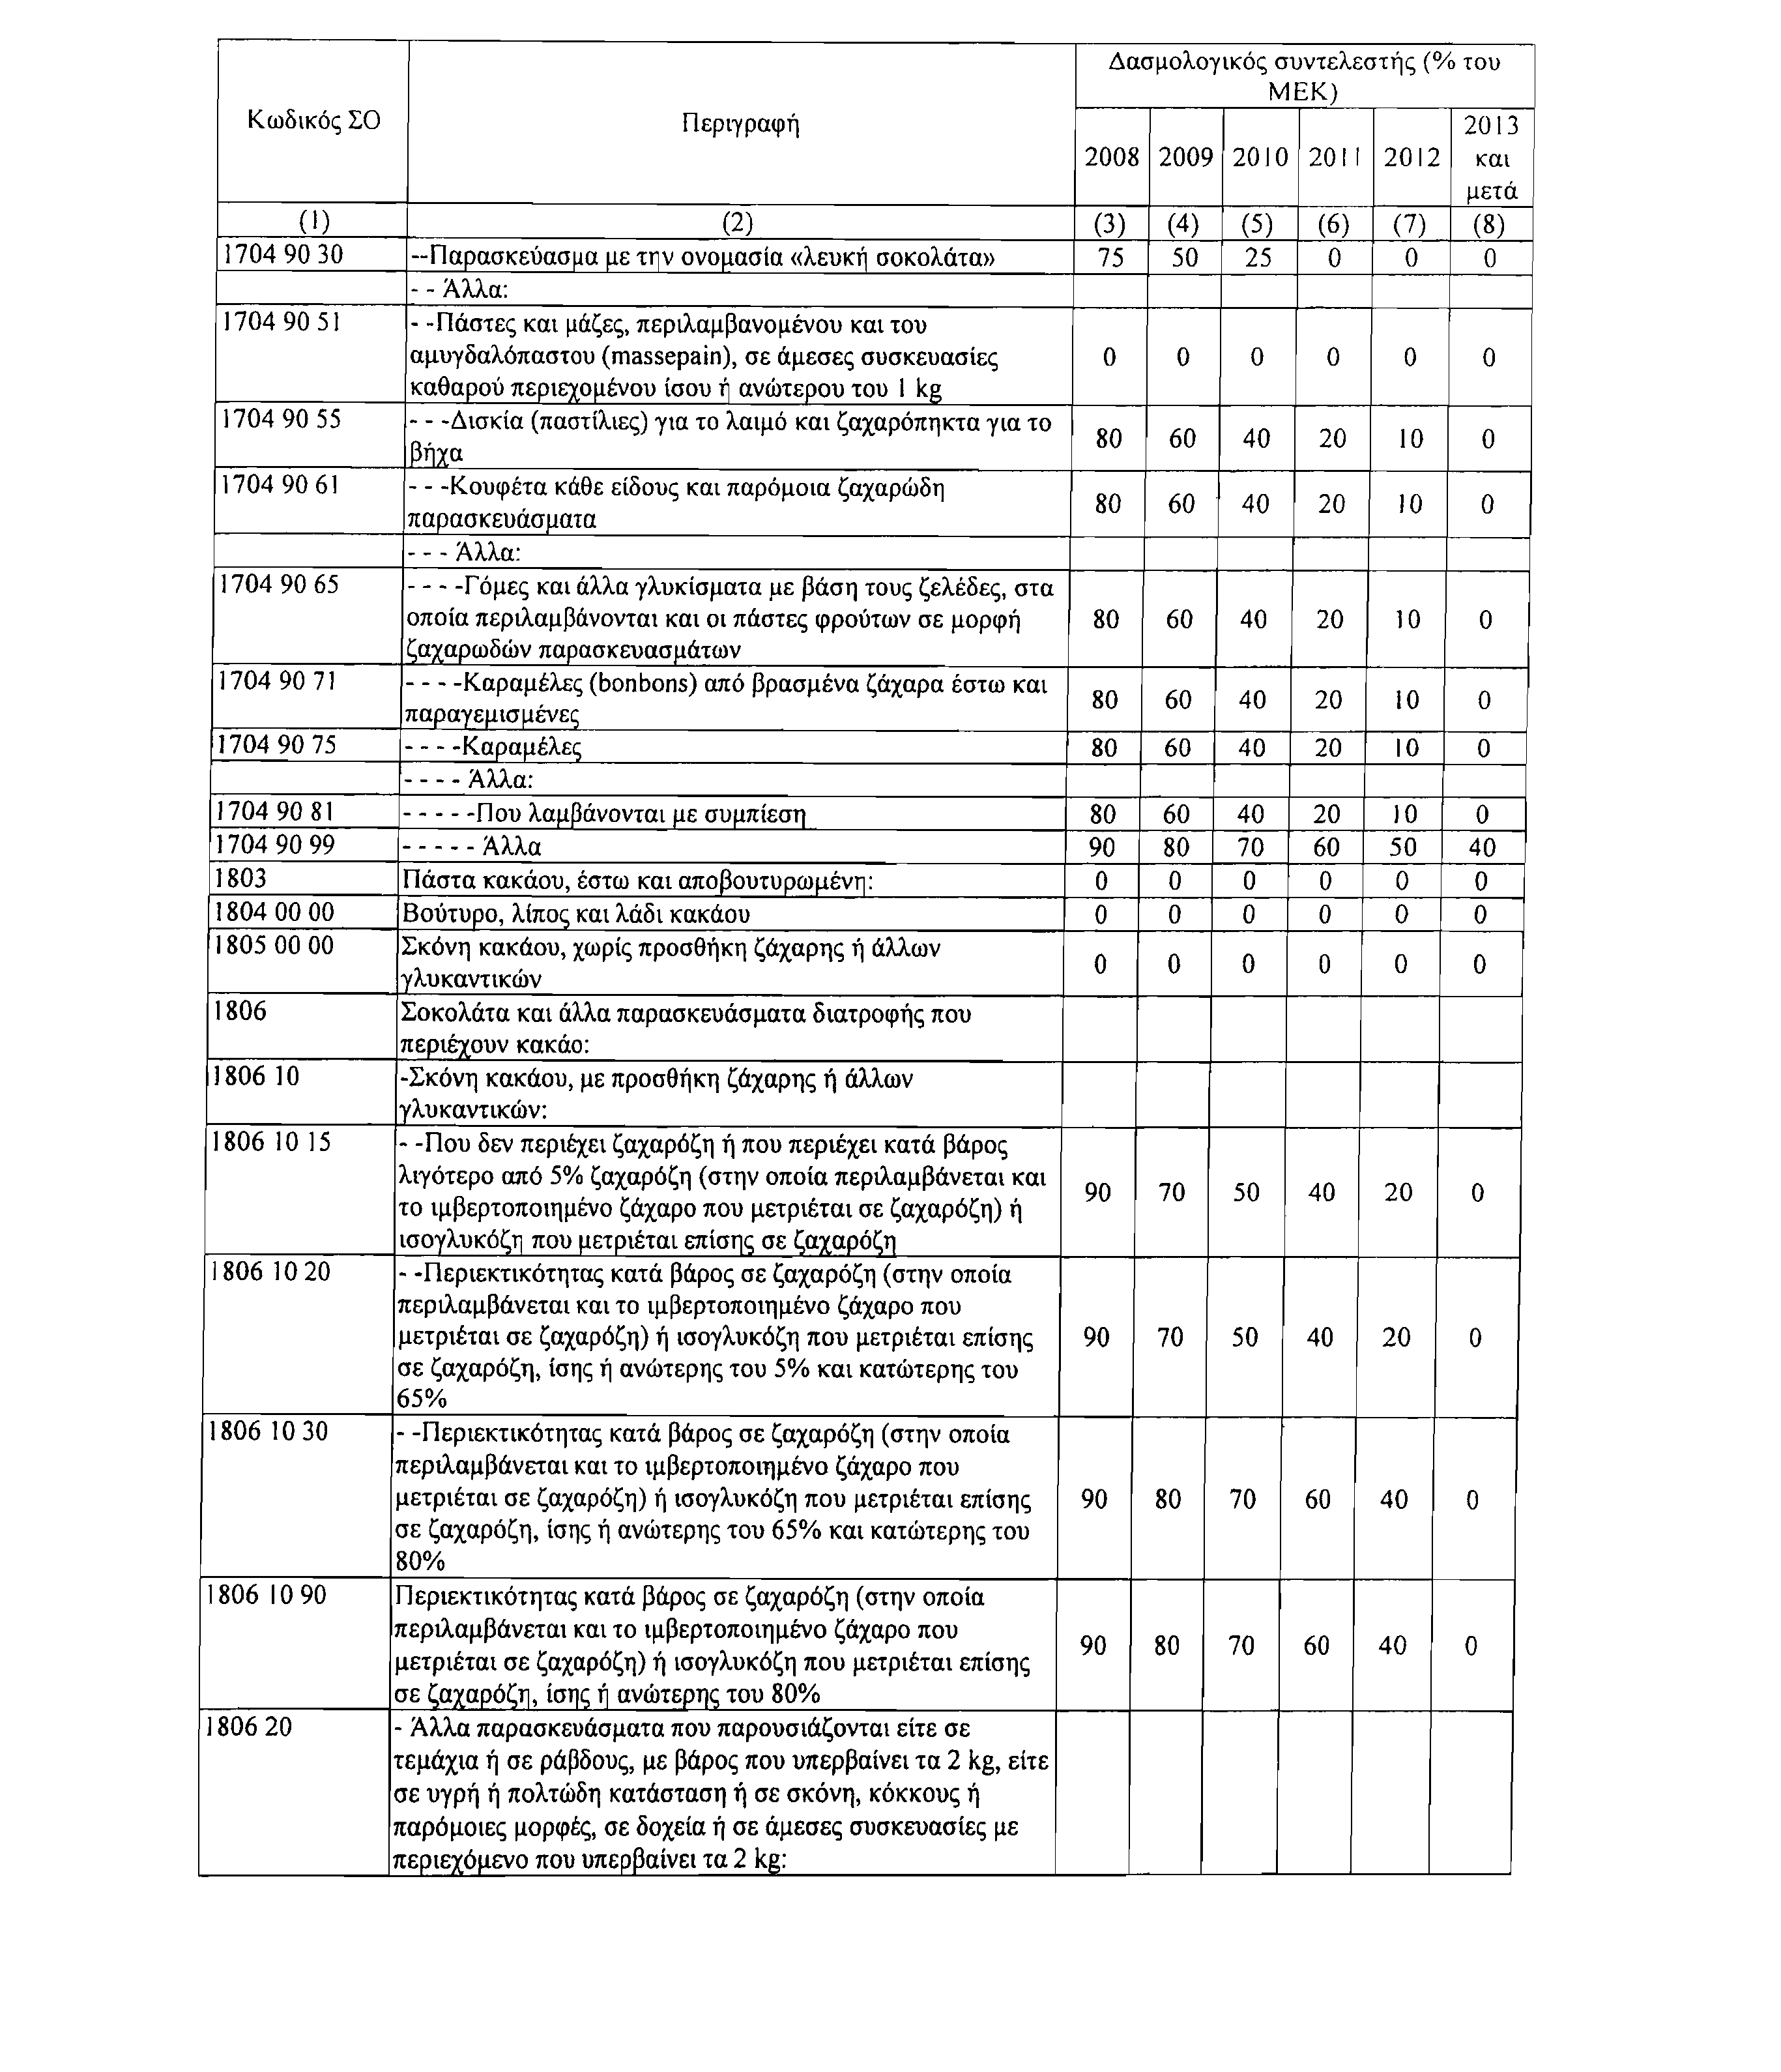 Κωδικός ΣΟ Περιγραφή Δασμολογικός συντελεστής (% του
ΜΕΚ)
2008 2009 2010 2011 2012 2013
και
μετά
(1) (2) (3) (4) (5) (6) (7) (8)
1704 90 30 --Παρασκεύασμα με την ονομασία «λευκή σοκολάτα» 75 50 25 0 0 0
- - Άλλα:
1704 90 51 - -Πάστες και μάζες, περιλαμβανομένου και του
αμυγδαλόπαστου (massepain), σε άμεσες συσκευασίες 0 0 0 0 0 0
καθαρού περιεχομένου ίσου ή ανώτερου του 1 kg
1704 90 55 - - -Δισκία (παστίλιες) για το λαιμό και ζαχαρόπηκτα για το
βήχα 80 60 40 20 10 0
1704 90 61 - - -Κουφέτα κάθε είδους και παρόμοια ζαχαρώδη
παρασκευάσματα 80 60 40 20 10 0
- - - Άλλα:
1704 90 65 - - - -Γόμες και άλλα γλυκίσματα με βάση τους ζελέδες, στα
οποία περιλαμβάνονται και οι πάστες φρούτων σε μορφή 80 60 40 20 10 0
ζαχαρωδών παρασκευασμάτων
1704 90 71 - - - -Καραμέλες (bonbons) από βρασμένα ζάχαρα έστω και
παραγεμισμένες 80 60 40 20 10 0
1704 90 75 - - - -Καραμέλες 80 60 40 20 10 0
- - - - Άλλα:
1704 90 81 - - - - -Που λαμβάνονται με συμπίεση 80 60 40 20 10 0
1704 90 99 - - - - - Άλλα 90 80 70 60 50 40
1803 Πάστα κακάου, έστω και αποβουτυρωμένη: 0 0 0 0 0 0
1804 00 00 Βούτυρο, λίπος και λάδι κακάου 0 0 0 0 0 0
1805 00 00 Σκόνη κακάου, χωρίς προσθήκη ζάχαρης ή άλλων
γλυκαντικών 0 0 0 0 0 0
1806 Σοκολάτα και άλλα παρασκευάσματα διατροφής που
περιέχουν κακάο:
1806 10 -Σκόνη κακάου, με προσθήκη ζάχαρης ή άλλων
γλυκαντικών:
1806 10 15 - -Που δεν περιέχει ζαχαρόζη ή που περιέχει κατά βάρος
λιγότερο από 5% ζαχαρόζη (στην οποία περιλαμβάνεται και
το ιμβερτοποιημένο ζάχαρο που μετριέται σε ζαχαρόζη) ή 90 70 50 40 20 0
ισογλυκόζη που μετριέται επίσης σε ζαχαρόζη
1806 10 20 - -Περιεκτικότητας κατά βάρος σε ζαχαρόζη (στην οποία
περιλαμβάνεται και το ιμβερτοποιημένο ζάχαρο που
μετριέται σε ζαχαρόζη) ή ισογλυκόζη που μετριέται επίσης 90 70 50 40 20 0
σε ζαχαρόζη, ίσης ή ανώτερης του 5% και κατώτερης του
65%
1806 10 30 - -Περιεκτικότητας κατά βάρος σε ζαχαρόζη (στην οποία
περιλαμβάνεται και το ιμβερτοποιημένο ζάχαρο που
μετριέται σε ζαχαρόζη) ή ισογλυκόζη που μετριέται επίσης 90 80 70 60 40 0
σε ζαχαρόζη, ίσης ή ανώτερης του 65% και κατώτερης του
80%
1806 10 90 Περιεκτικότητας κατά βάρος σε ζαχαρόζη (στην οποία
περιλαμβάνεται και το ιμβερτοποιημένο ζάχαρο που
μετριέται σε ζαχαρόζη) ή ισογλυκόζη που μετριέται επίσης 90 80 70 60 40 0
σε ζαχαρόζη, ίσης ή ανώτερης του 80%
1806 20 - Άλλα παρασκευάσματα που παρουσιάζονται είτε σε
τεμάχια ή σε ράβδους, με βάρος που υπερβαίνει τα 2 kg, είτε
σε υγρή ή πολτώδη κατάσταση ή σε σκόνη, κόκκους ή
παρόμοιες μορφές, σε δοχεία ή σε άμεσες συσκευασίες με
περιεχόμενο που υπερβαίνει τα 2 kg: